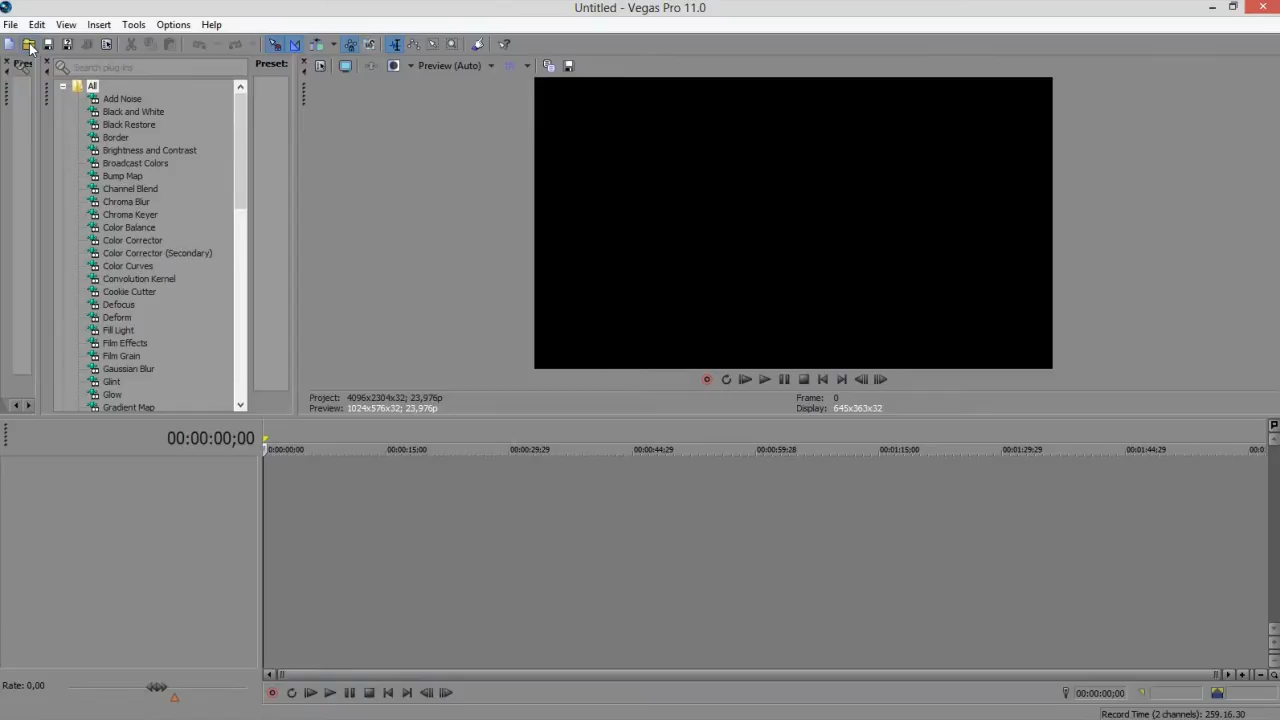 Untitled - Vegas Pro 11.0
File Edit View Insert Tools Options Help
Search plug-ins
Preset:
Preview (Auto)
All
Add Noise
Black and White
Black Restore
Border
Brightness and Contrast
Broadcast Colors
Bump Map
Channel Blend
Chroma Blur
Chroma Keyer
Color Balance
Color Corrector
Color Corrector (Secondary)
Color Curves
Convolution Kernel
Cookie Cutter
Defocus
Deform
Fill Light
Film Effects
Film Grain
Gaussian Blur
Glint
Glow
Gradient Map
Project: 4096x2304x32; 23,976p
Preview: 1024x576x32; 23,976p
Frame: 0
Display: 645x363x32
00:00:00;00
0:00:00:00 00:00:15:00 00:00:29:29 00:00:44:29 00:00:59:28 00:01:15:00 00:01:29:29 00:01:44:29
Rate: 0,00
00:00:00;00
Record Time (2 channels): 259.16.30